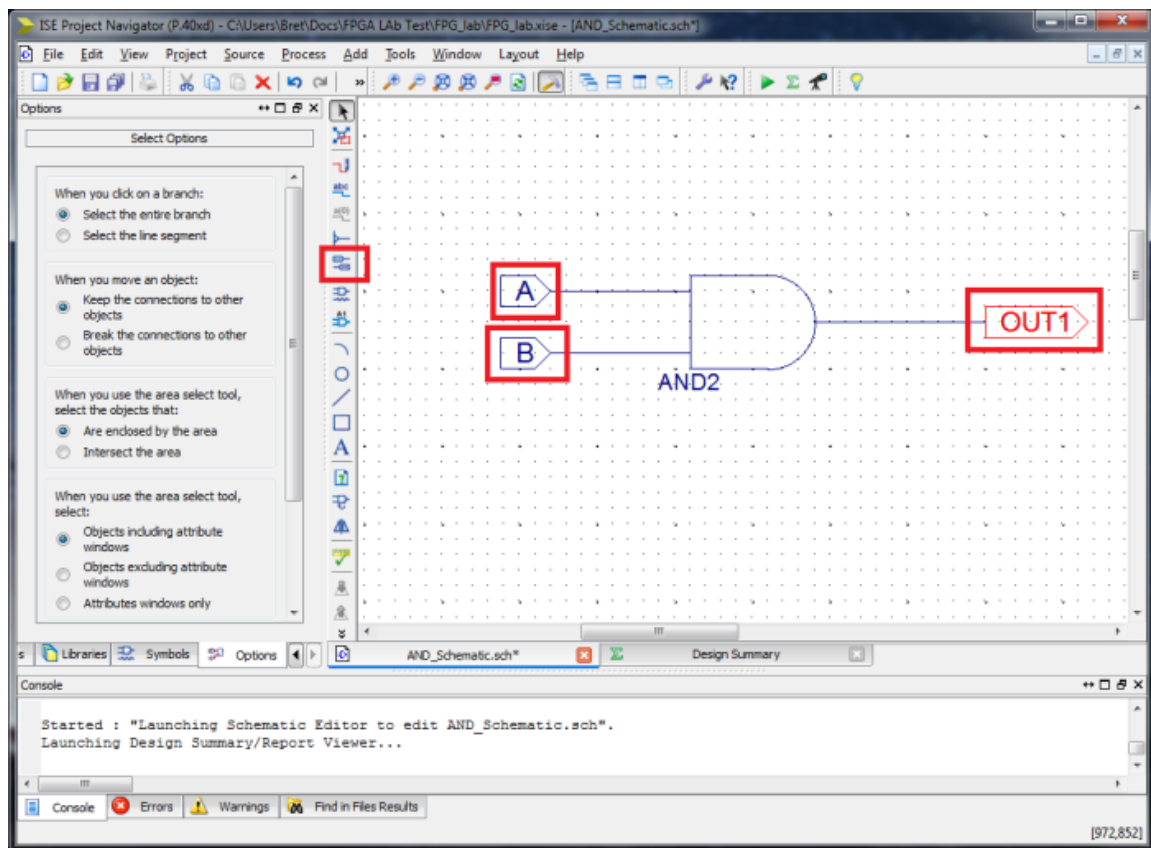 ISE Project Navigator (P.40xd) - C:\Users\Bret\Docs\FPGA LAb Test\FPG_lab\FPG_lab.xise - [AND_Schematic.sch*]
File Edit View Project Source Process Add Tools Window Layout Help
Options
Select Options
When you click on a branch:
Select the entire branch
Select the line segment
When you move an object:
Keep the connections to other
objects
Break the connections to other
objects
When you use the area select tool,
select the objects that:
Are enclosed by the area
Intersect the area
When you use the area select tool,
select:
Objects including attribute
windows
Objects excluding attribute
windows
Attributes windows only
A
B
AND2
OUT1
s Libraries Symbols Options
AND_Schematic.sch* Design Summary
Console
Started : "Launching Schematic Editor to edit AND_Schematic.sch".
Launching Design Summary/Report Viewer...
Console Errors Warnings Find in Files Results
[972,852]